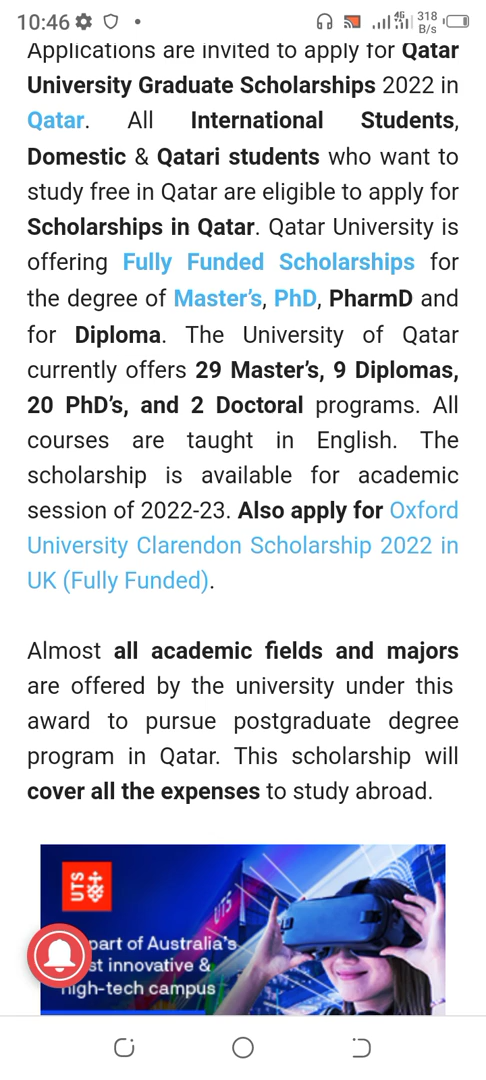 10:46
4G
318
B/s
Applications are invited to apply for Qatar
University Graduate Scholarships 2022 in
Qatar. All International Students,
Domestic & Qatari students who want to
study free in Qatar are eligible to apply for
Scholarships in Qatar. Qatar University is
offering Fully Funded Scholarships for
the degree of Master’s, PhD, PharmD and
for Diploma. The University of Qatar
currently offers 29 Master’s, 9 Diplomas,
20 PhD’s, and 2 Doctoral programs. All
courses are taught in English. The
scholarship is available for academic
session of 2022-23. Also apply for Oxford
University Clarendon Scholarship 2022 in
UK (Fully Funded).
Almost all academic fields and majors
are offered by the university under this
award to pursue postgraduate degree
program in Qatar. This scholarship will
cover all the expenses to study abroad.
UTS
UTS
part of Australia’s
st innovative &
high-tech campus